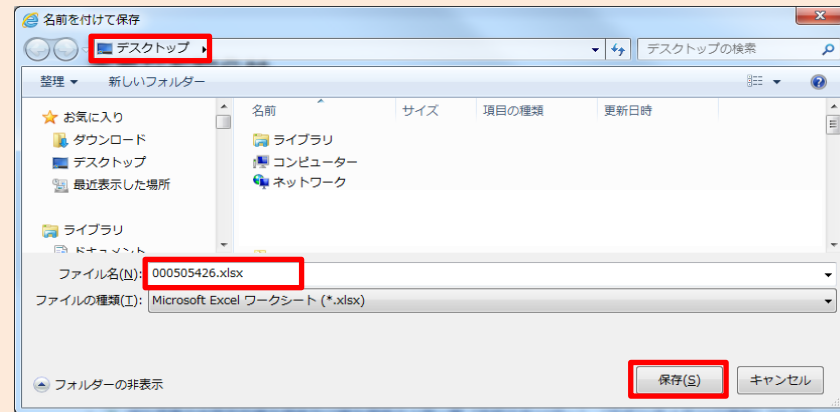 名前を付けて保存
デスクトップ
デスクトップの検索
整理 新しいフォルダー
名前 サイズ 項目の種類 更新日時
お気に入り
ダウンロード
デスクトップ
最近表示した場所
ライブラリ
ドキュメント
ライブラリ
コンピューター
ネットワーク
ファイル名(N): 000505426.xlsx
ファイルの種類(T): Microsoft Excel ワークシート (*.xlsx)
フォルダーの非表示
保存(S) キャンセル